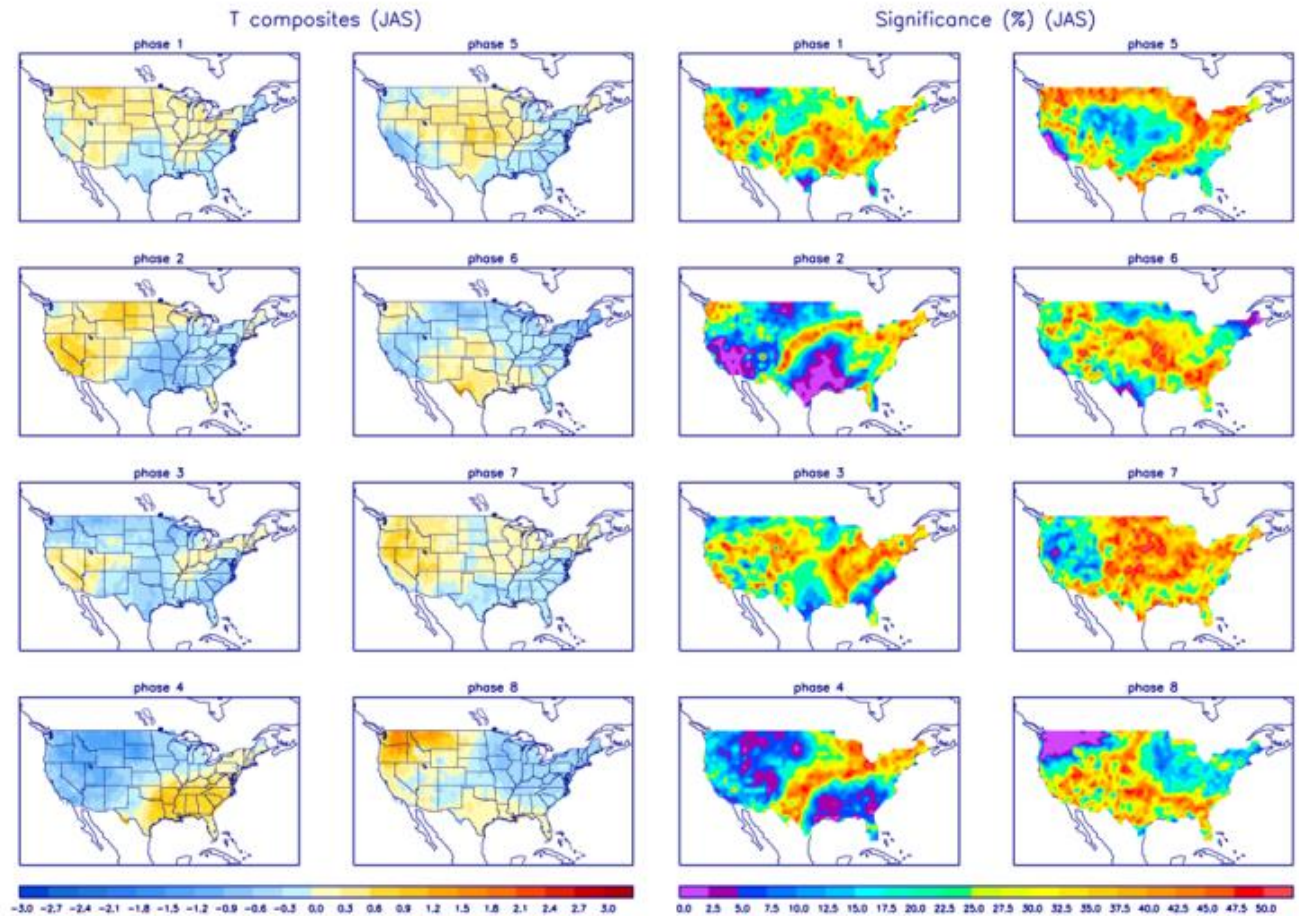 T composites (JAS) Significance (%) (JAS)
phase 1 phase 5 phase 1 phase 5
phase 2 phase 6 phase 2 phase 6
phase 3 phase 7 phase 3 phase 7
phase 4 phase 8 phase 4 phase 8
-3.0 -2.7 -2.4 -2.1 -1.8 -1.5 -1.2 -0.9 -0.6 -0.3 0.0 0.3 0.6 0.9 1.2 1.5 1.8 2.1 2.4 2.7 3.0 0.0 2.5 5.0 7.5 10.0 12.5 15.0 17.5 20.0 22.5 25.0 27.5 30.0 32.5 35.0 37.5 40.0 42.5 45.0 47.5 50.0